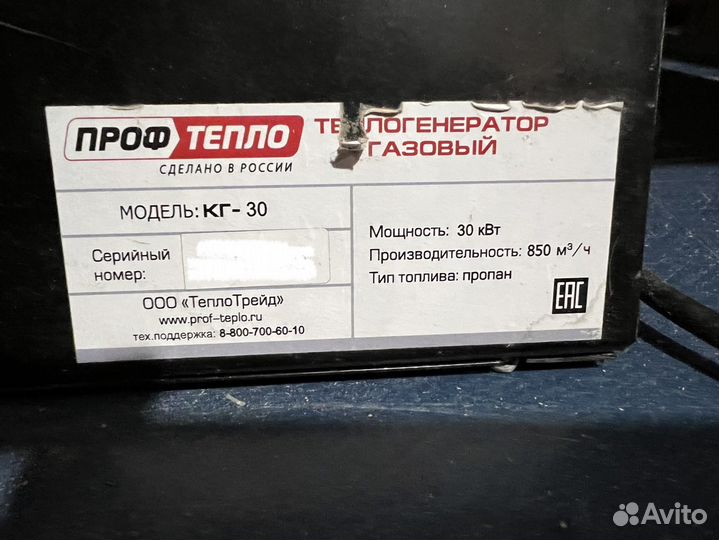 ПРОФ ТЕПЛО
СДЕЛАНО В РОССИИ
ГАЗОВЫЙ
МОДЕЛЬ: КГ- 30
Серийный
номер:
Мощность: 30 кВт
Производительность: 850 м³/ч
Тип топлива: пропан
ООО «ТеплоТрейд»
www.prof-teplo.ru
тех.поддержка: 8-800-700-60-10
EAC
Avito